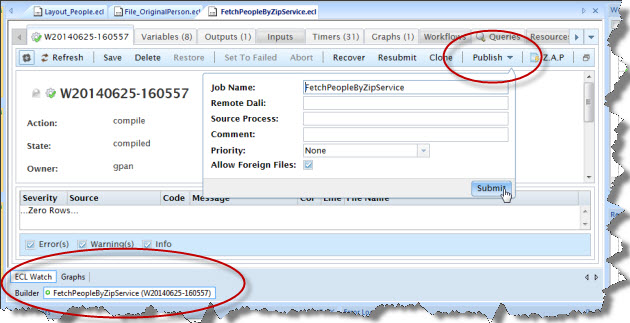 Layout_People.ecl File_OriginalPerson.ecl FetchPeopleByZipService.ecl
W20140625-160557 Variables (8) Outputs (1) Inputs Timers (31) Graphs (1) Workflows Queries Resources
Refresh Save Delete Restore Set To Failed Abort Recover Resubmit Clone Publish Z.A.P
W20140625-160557
Action: compile
State: compiled
Owner: gpan
Job Name: FetchPeopleByZipService
Remote Dali:
Source Process:
Comment:
Priority: None
Allow Foreign Files:
Submit
Severity Source Code Message Col Line File Name
...Zero Rows...
Error(s) Warning(s) Info
ECL Watch Graphs
Builder FetchPeopleByZipService (W20140625-160557)